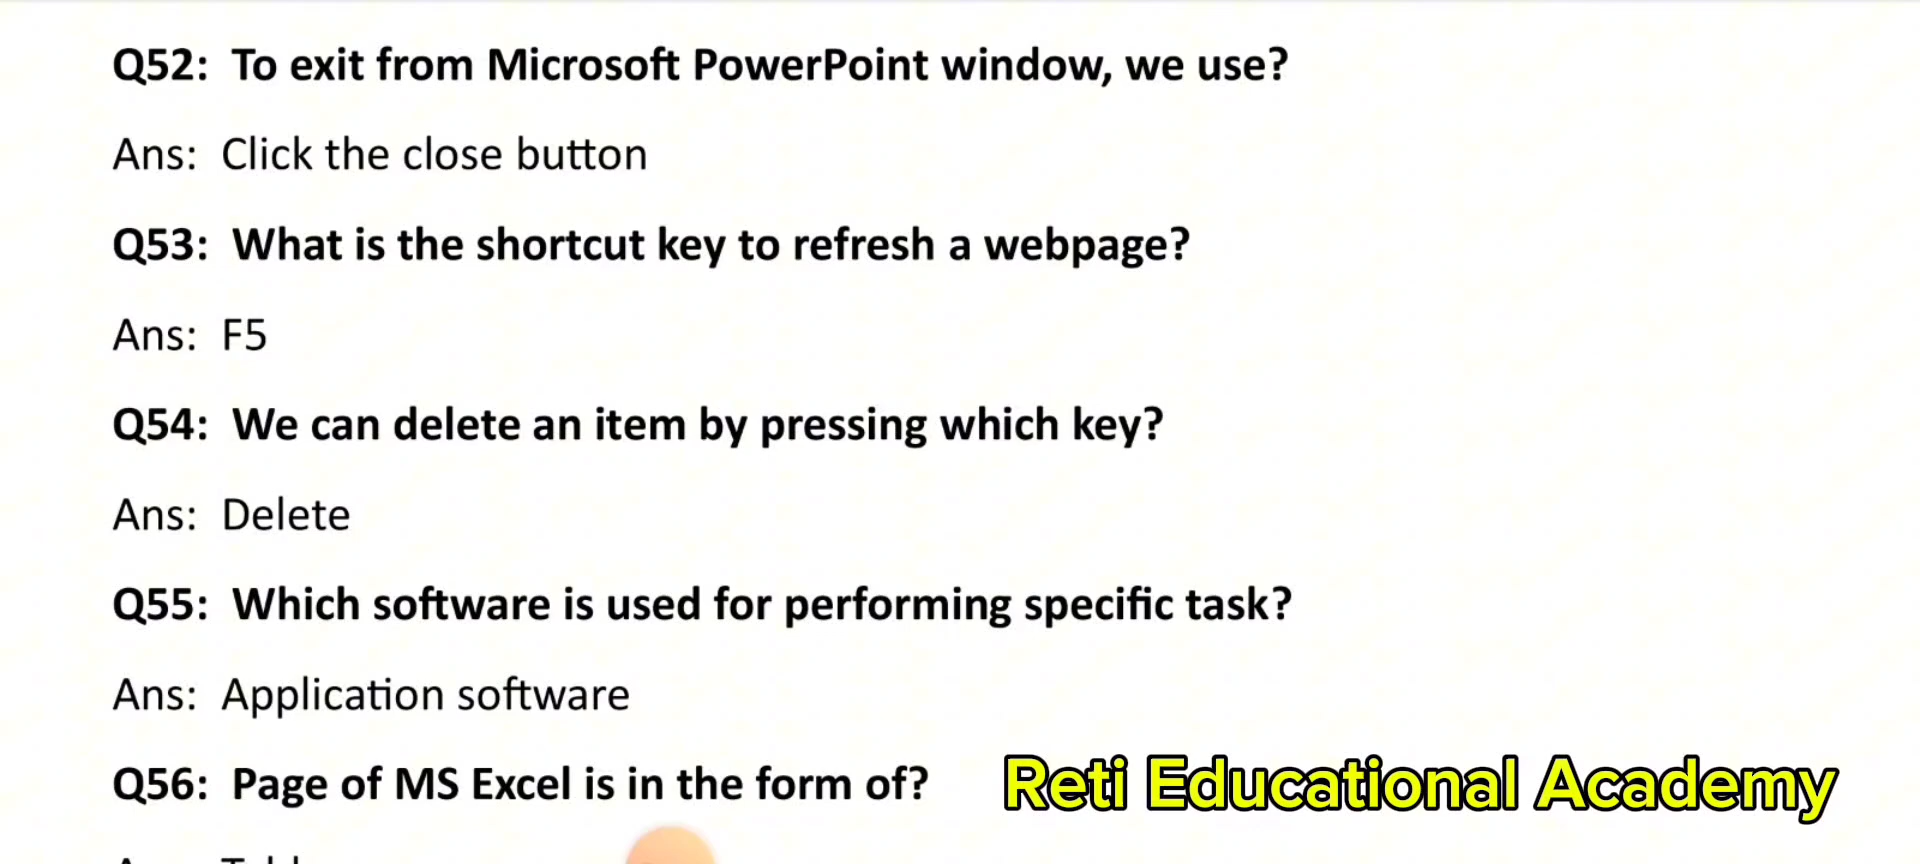 Q52: To exit from Microsoft PowerPoint window, we use?
Ans: Click the close button
Q53: What is the shortcut key to refresh a webpage?
Ans: F5
Q54: We can delete an item by pressing which key?
Ans: Delete
Q55: Which software is used for performing specific task?
Ans: Application software
Q56: Page of MS Excel is in the form of?
Reti Educational Academy